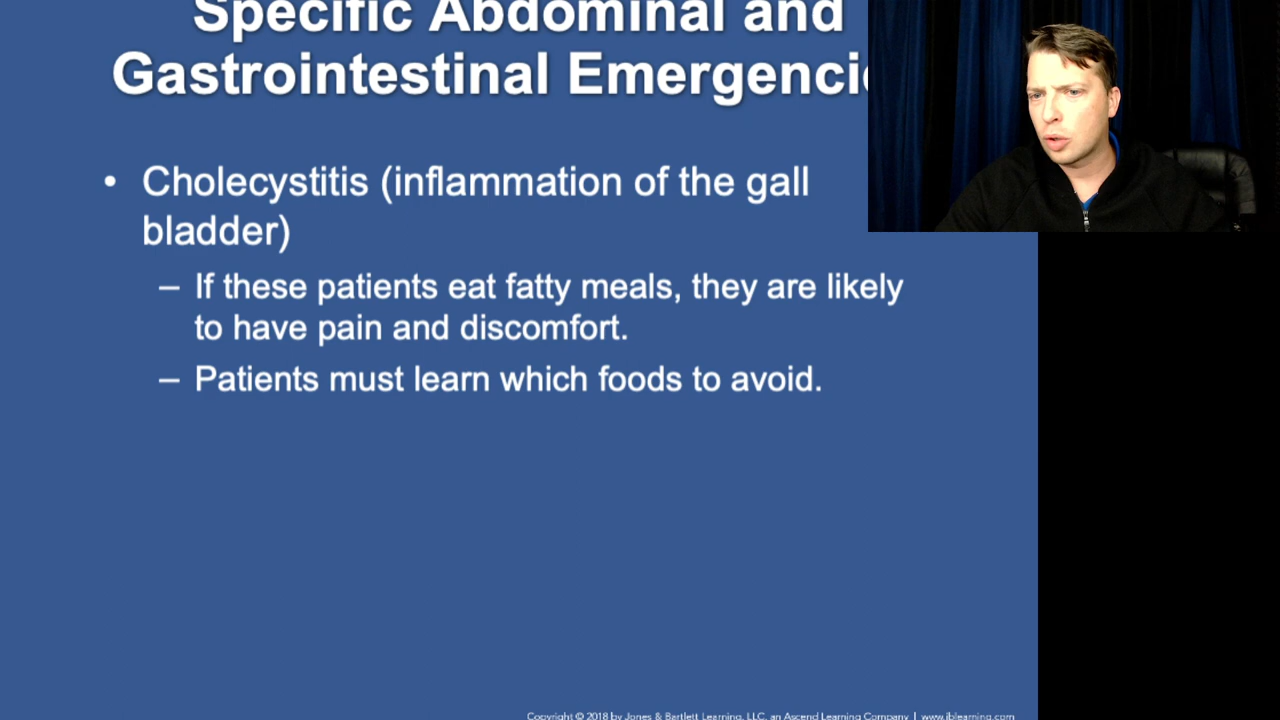 Specific Abdominal and
Gastrointestinal Emergenci
• Cholecystitis (inflammation of the gall
bladder)
– If these patients eat fatty meals, they are likely
to have pain and discomfort.
– Patients must learn which foods to avoid.
Copyright © 2018 by Jones & Bartlett Learning, LLC, an Ascend Learning Company | www.jblearning.com